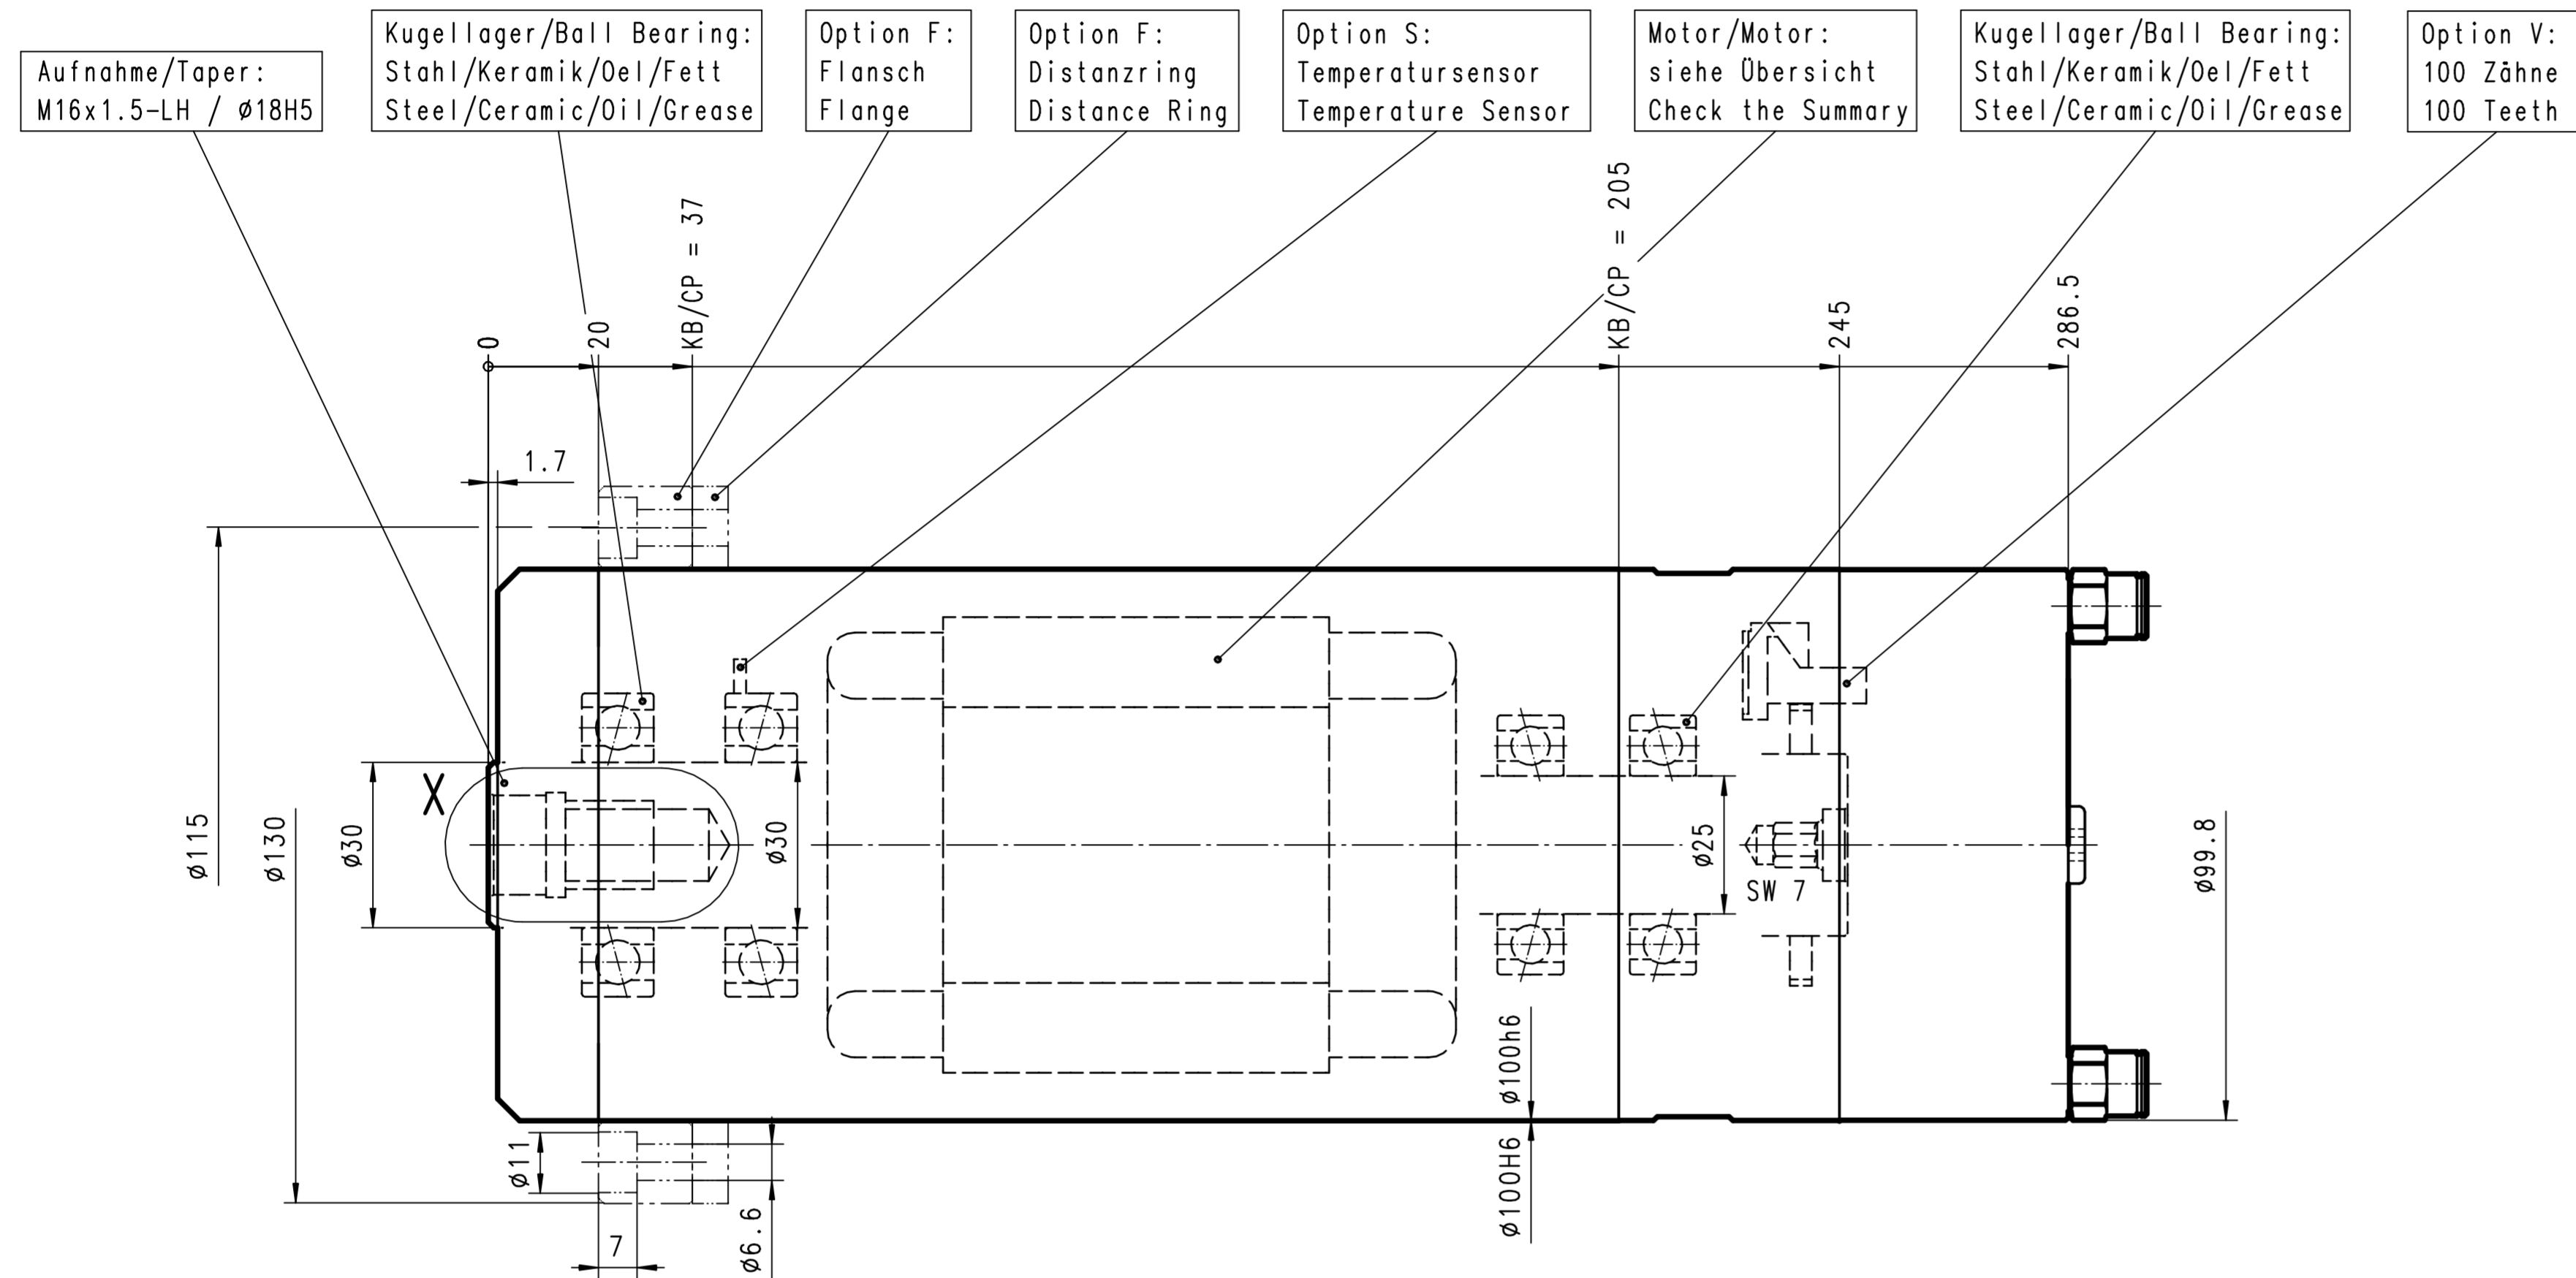 Aufnahme/Taper:
M16x1.5-LH / ø18H5
Kugellager/Ball Bearing:
Stahl/Keramik/Oel/Fett
Steel/Ceramic/Oil/Grease
Option F:
Flansch
Flange
Option F:
Distanzring
Distance Ring
Option S:
Temperatursensor
Temperature Sensor
Motor/Motor:
siehe Übersicht
Check the Summary
Kugellager/Ball Bearing:
Stahl/Keramik/Oel/Fett
Steel/Ceramic/Oil/Grease
Option V:
100 Zähne
100 Teeth
0
20
KB/CP = 37
KB/CP = 205
245
286.5
1.7
X
ø115
ø130
ø30
ø30
ø25
SW 7
ø99.8
ø100h6
ø100H6
ø11
ø6.6
7